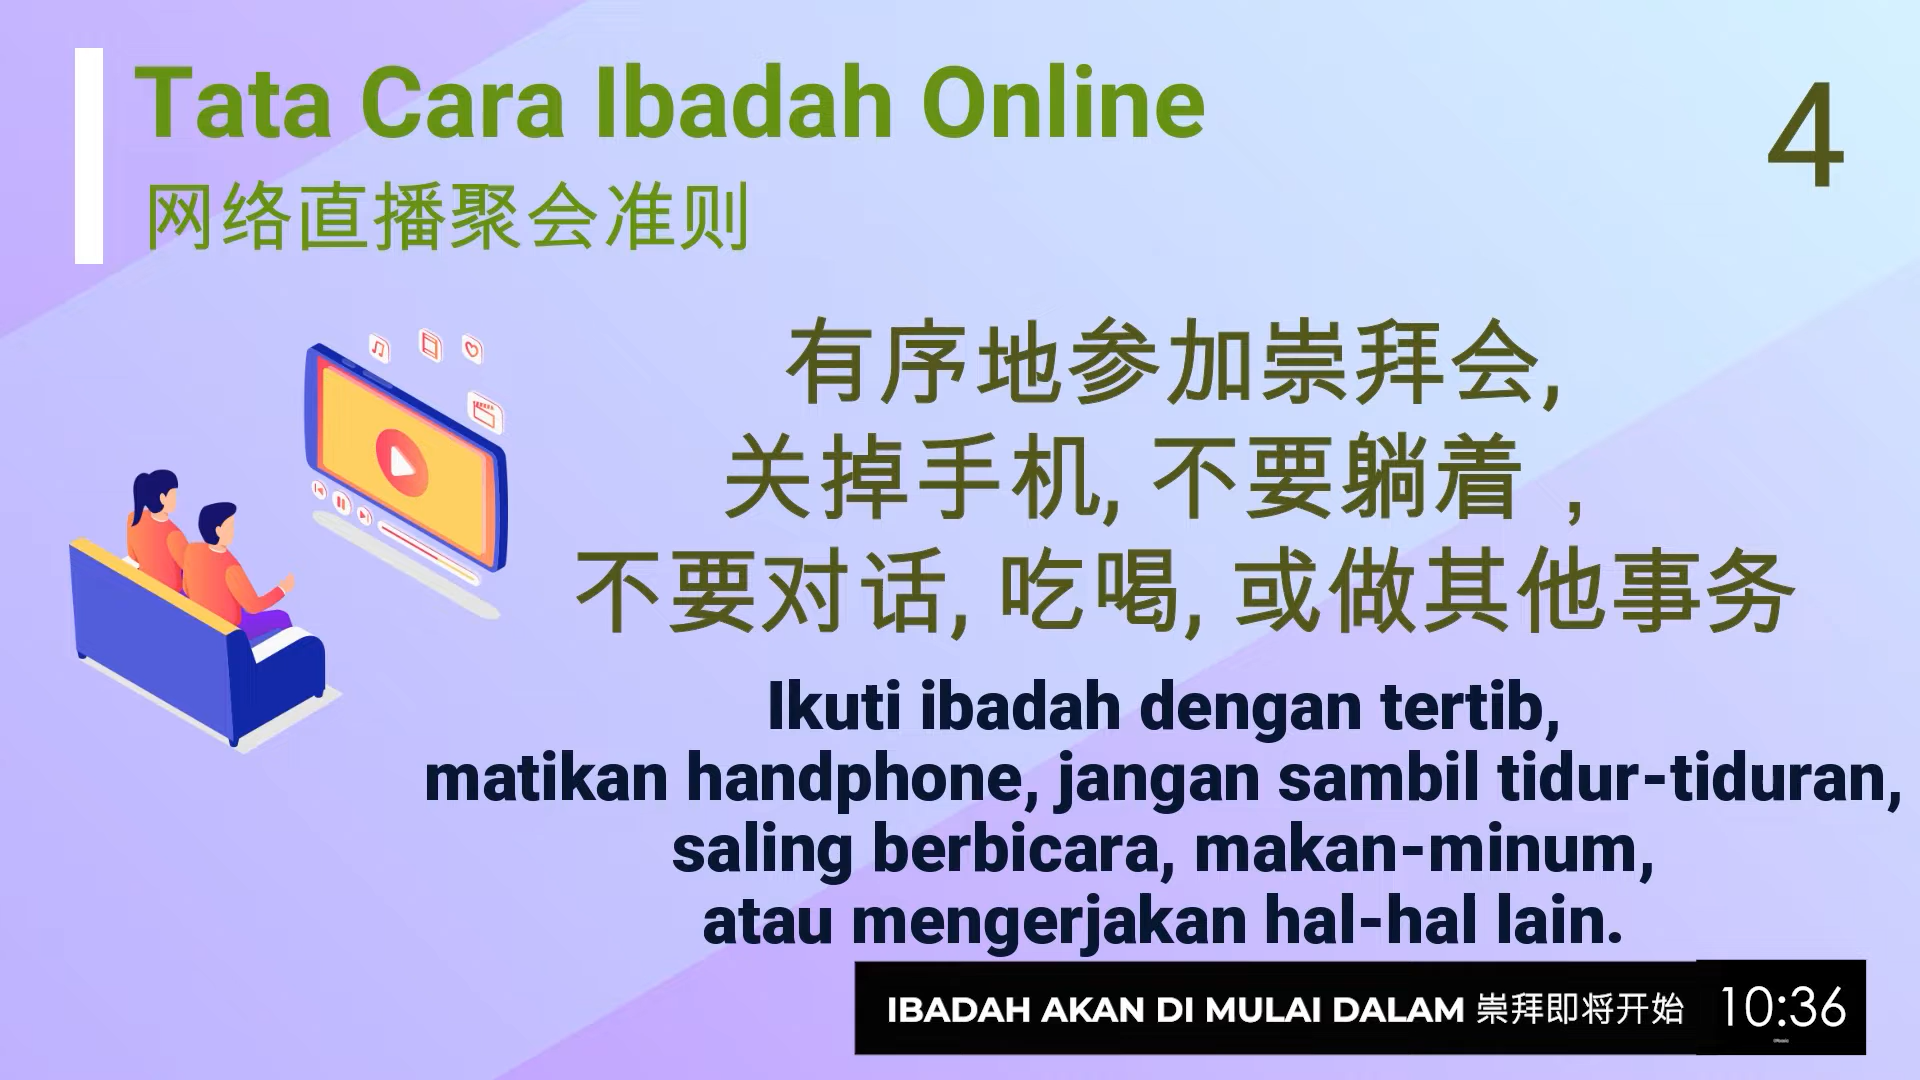 Tata Cara Ibadah Online
4
网络直播聚会准则
有序地参加崇拜会,
关掉手机, 不要躺着 ,
不要对话, 吃喝, 或做其他事务
Ikuti ibadah dengan tertib,
matikan handphone, jangan sambil tidur-tiduran,
saling berbicara, makan-minum,
atau mengerjakan hal-hal lain.
IBADAH AKAN DI MULAI DALAM 崇拜即将开始 10:36